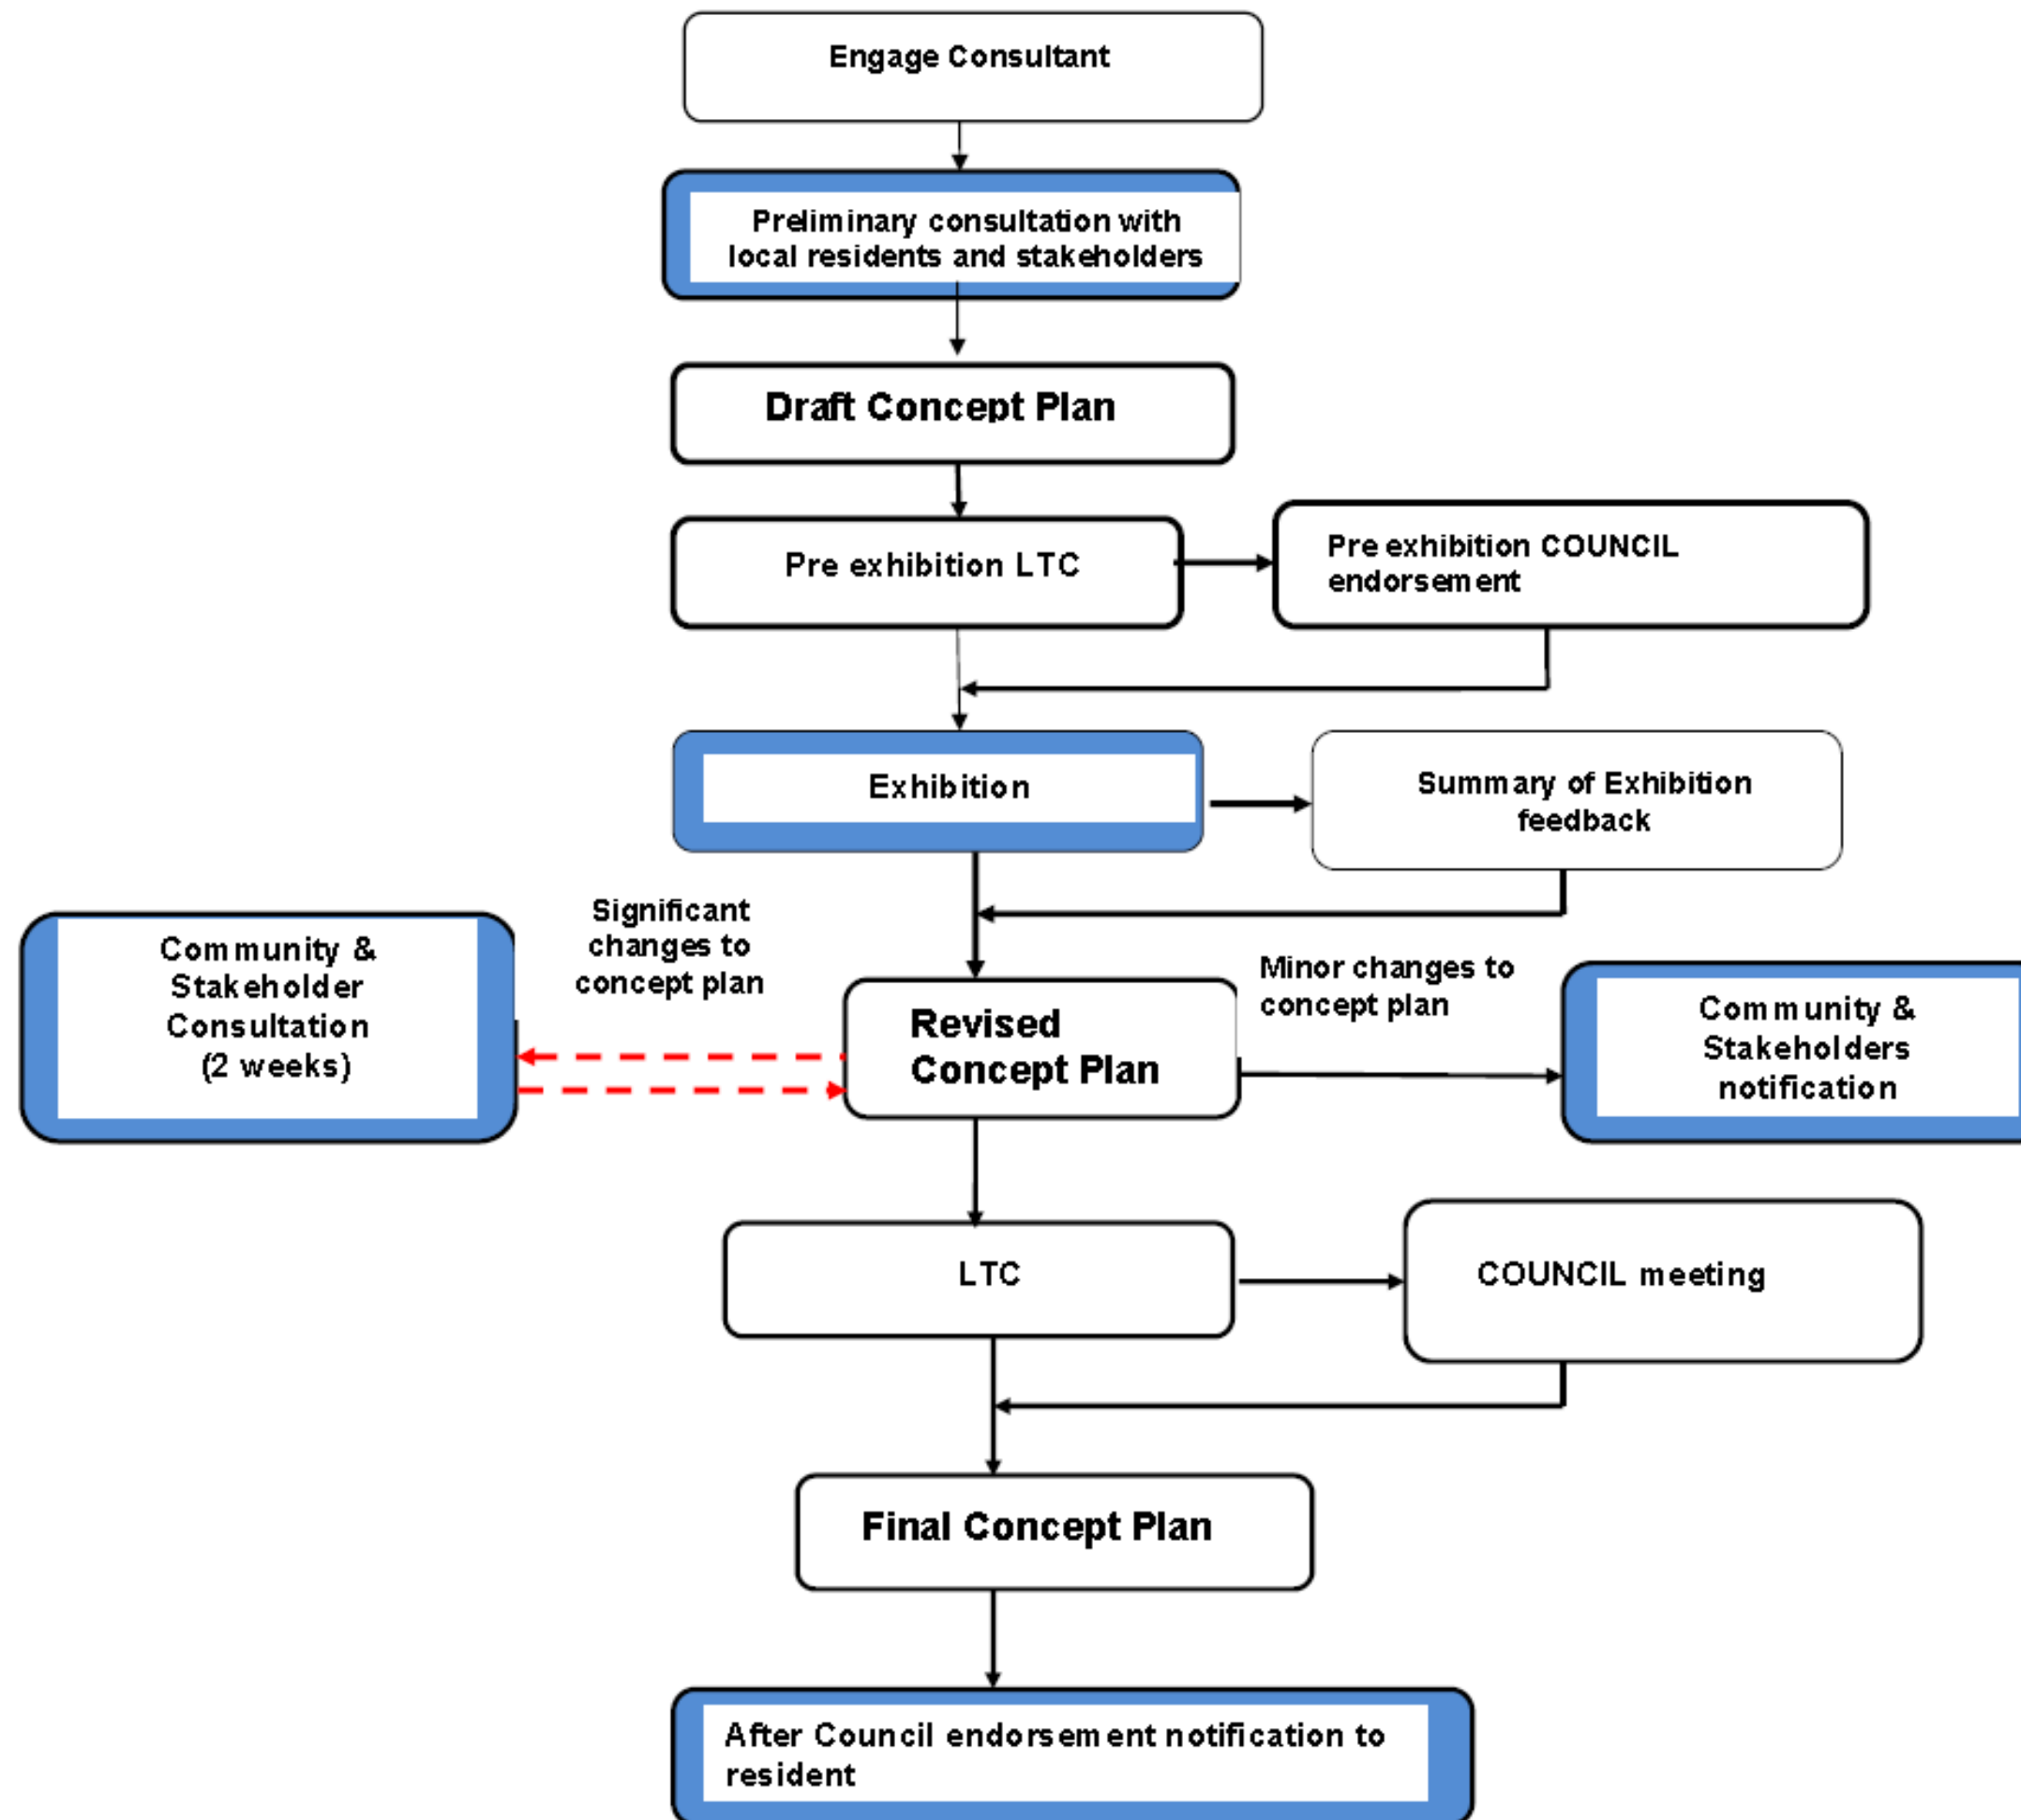 Engage Consultant
Preliminary consultation with
local residents and stakeholders
Draft Concept Plan
Pre exhibition LTC
Pre exhibition COUNCIL
endorsement
Exhibition
Summary of Exhibition
feedback
Significant
changes to
concept plan
Community &
Stakeholder
Consultation
(2 weeks)
Revised
Concept Plan
Minor changes to
concept plan
Community &
Stakeholders
notification
LTC
COUNCIL meeting
Final Concept Plan
After Council endorsement notification to
resident